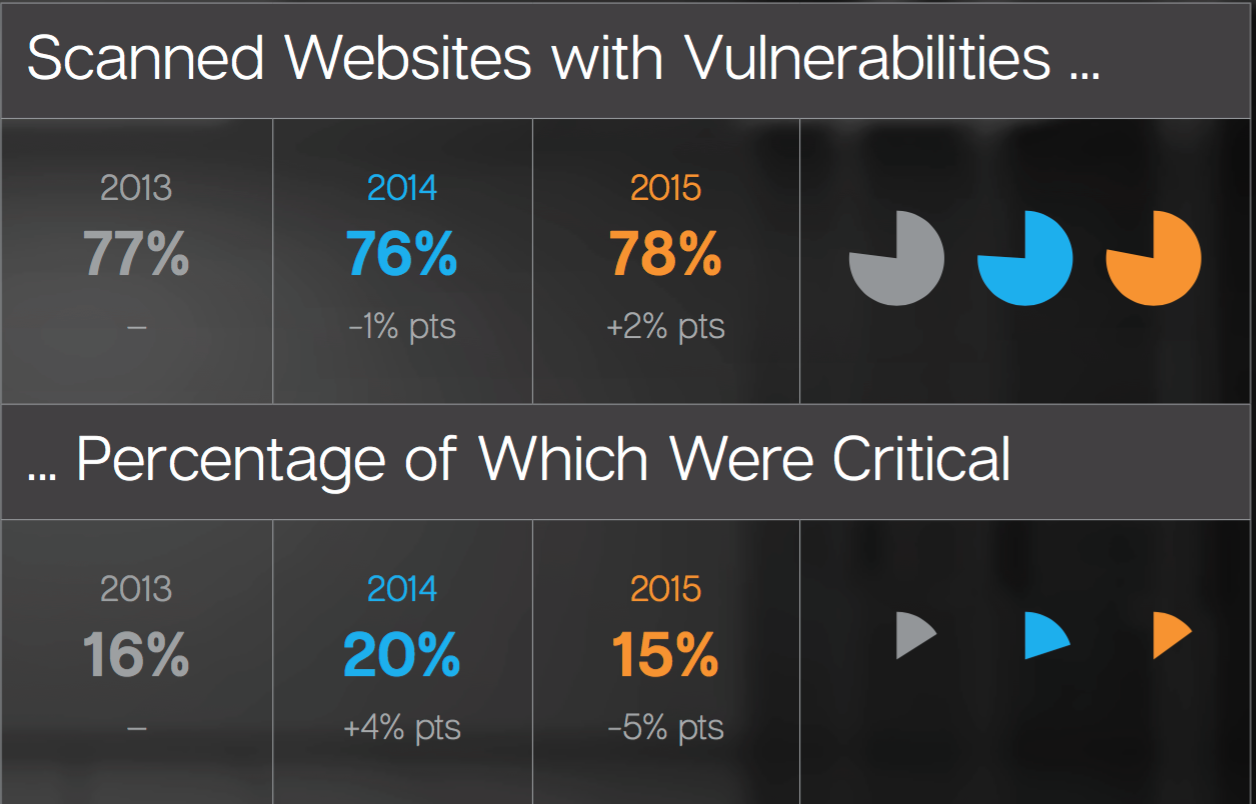 Scanned Websites with Vulnerabilities ...
2013 2014 2015
77% 76% 78%
– -1% pts +2% pts
... Percentage of Which Were Critical
2013 2014 2015
16% 20% 15%
– +4% pts -5% pts